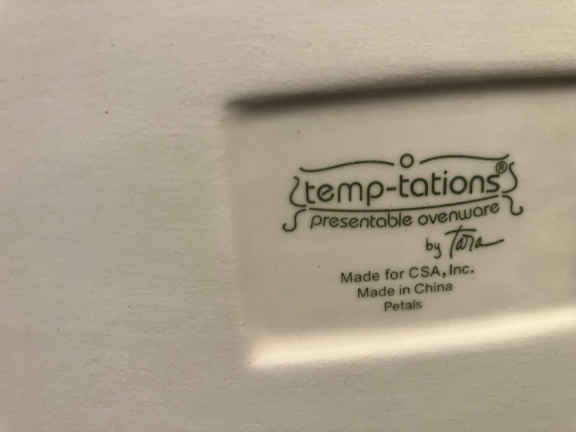 temp-tations®
presentable ovenware
by Tara
Made for CSA, Inc.
Made in China
Petals